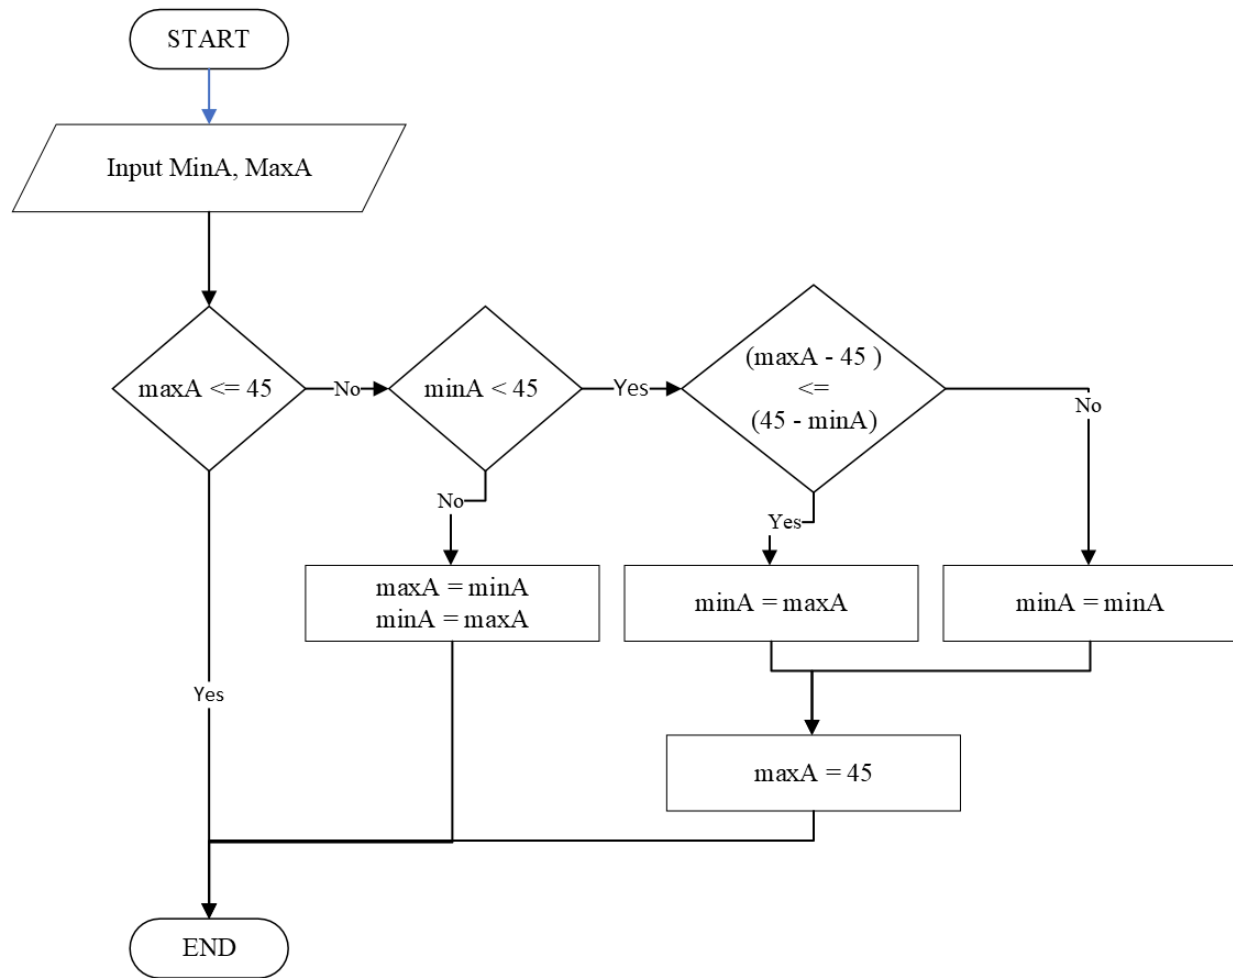 START
Input MinA, MaxA
maxA <= 45
No
minA < 45
Yes
(maxA - 45 )
<=
(45 - minA)
No
No
Yes
maxA = minA
minA = maxA
minA = maxA
minA = minA
Yes
maxA = 45
END